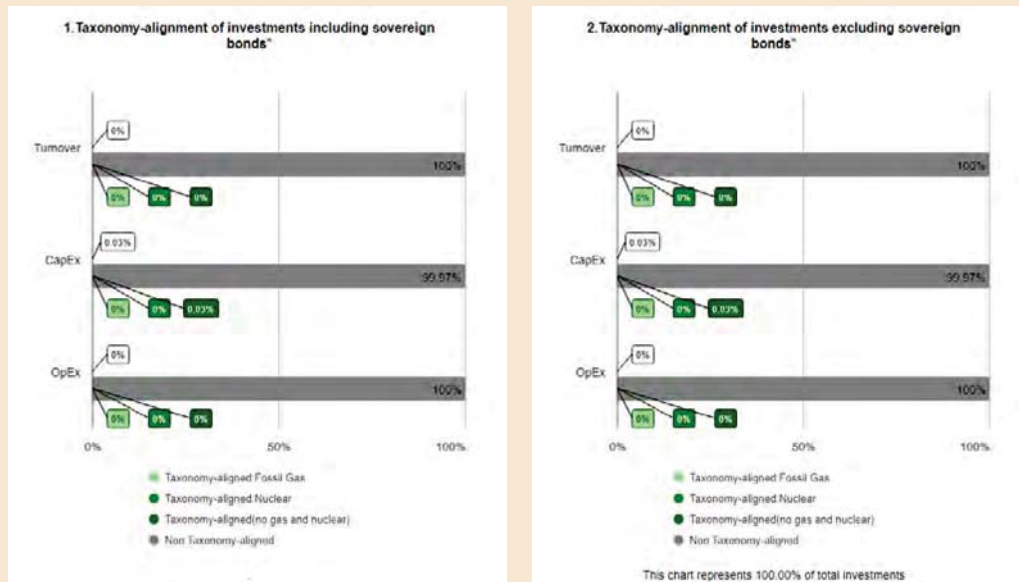 1.Taxonomy-alignment of investments including sovereign
bonds*
Turnover
0%
100%
0% 0% 0%
CapEx
0.03%
99.97%
0% 0% 0.03%
OpEx
0%
100%
0% 0% 0%
0% 50% 100%
Taxonomy-aligned Fossil Gas
Taxonomy-aligned Nuclear
Taxonomy-aligned(no gas and nuclear)
Non Taxonomy-aligned
2.Taxonomy-alignment of investments excluding sovereign
bonds*
Turnover
0%
100%
0% 0% 0%
CapEx
0.03%
99.97%
0% 0% 0.03%
OpEx
0%
100%
0% 0% 0%
0% 50% 100%
Taxonomy-aligned Fossil Gas
Taxonomy-aligned Nuclear
Taxonomy-aligned(no gas and nuclear)
Non Taxonomy-aligned
This chart represents 100.00% of total investments